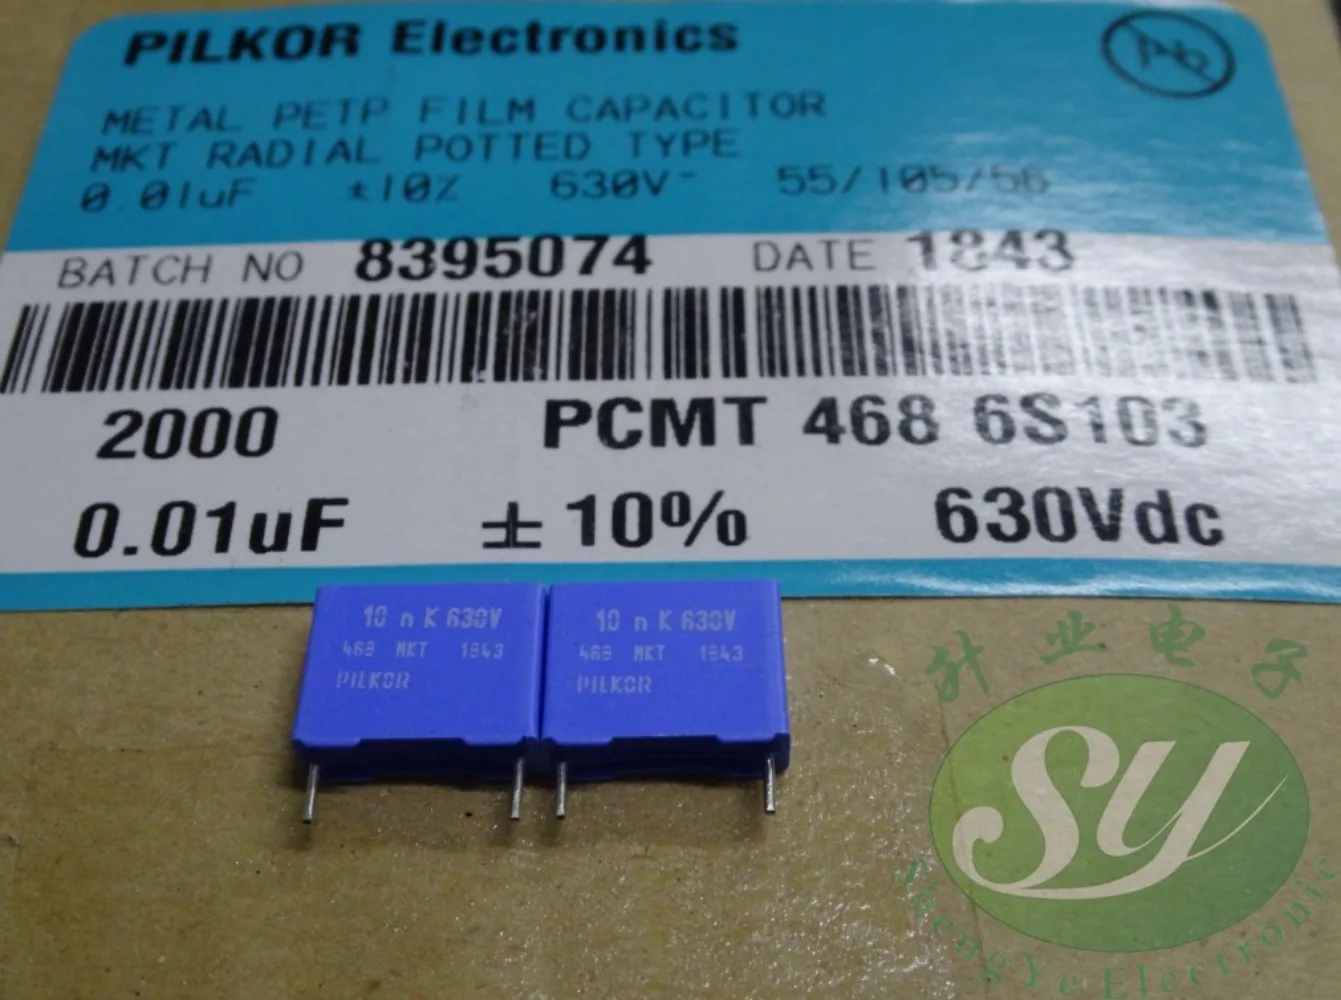 PILKOR Electronics
Pb
METAL PETP FILM CAPACITOR
MKT RADIAL POTTED TYPE
0.01uF ±10% 630V- 55/105/56
BATCH NO 8395074 DATE 1843
2000 PCMT 468 6S103
0.01uF ±10% 630Vdc
10 n K 630V
468 MKT 1843
PILKOR
10 n K 630V
468 MKT 1843
PILKOR
升业电子
SY
ShengYe Electronic